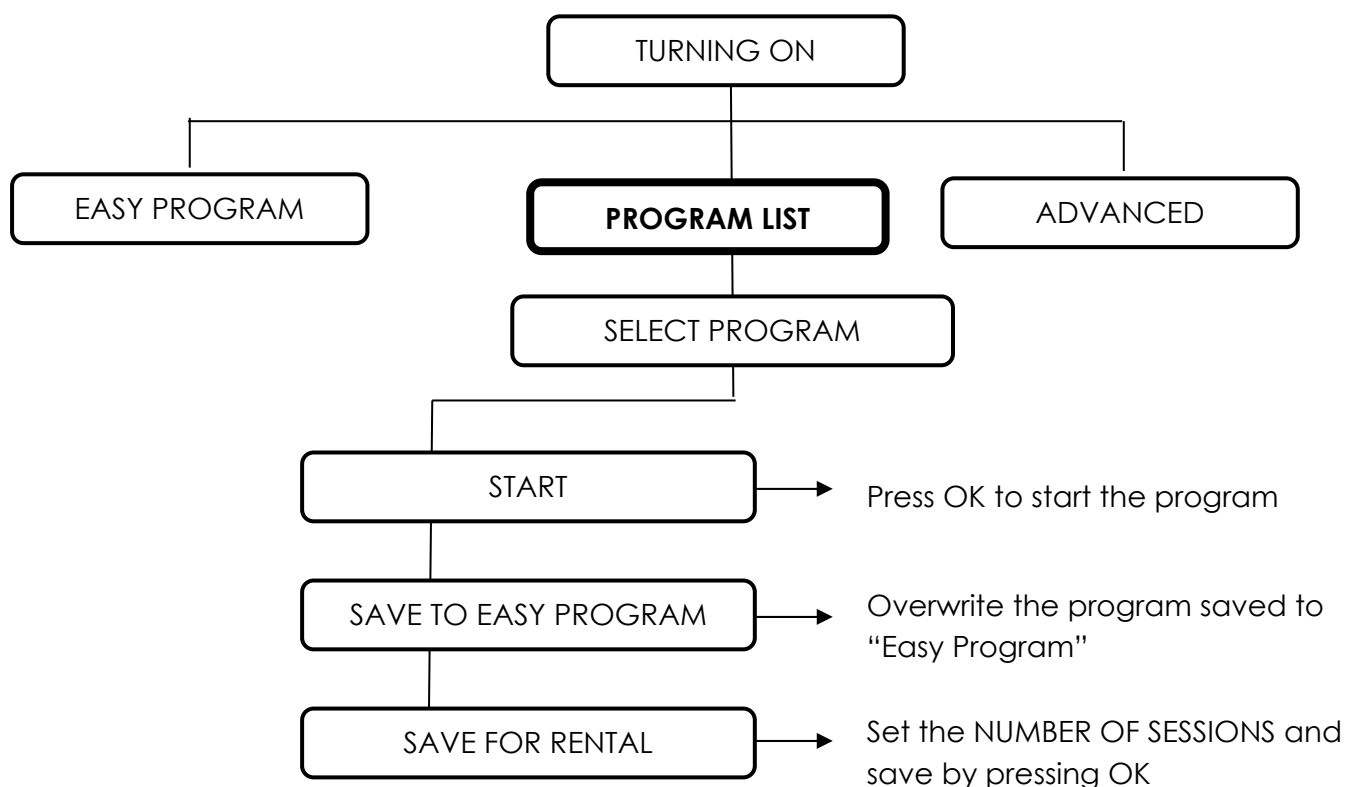 TURNING ON
EASY PROGRAM
PROGRAM LIST
ADVANCED
SELECT PROGRAM
START
Press OK to start the program
SAVE TO EASY PROGRAM
Overwrite the program saved to
“Easy Program”
SAVE FOR RENTAL
Set the NUMBER OF SESSIONS and
save by pressing OK